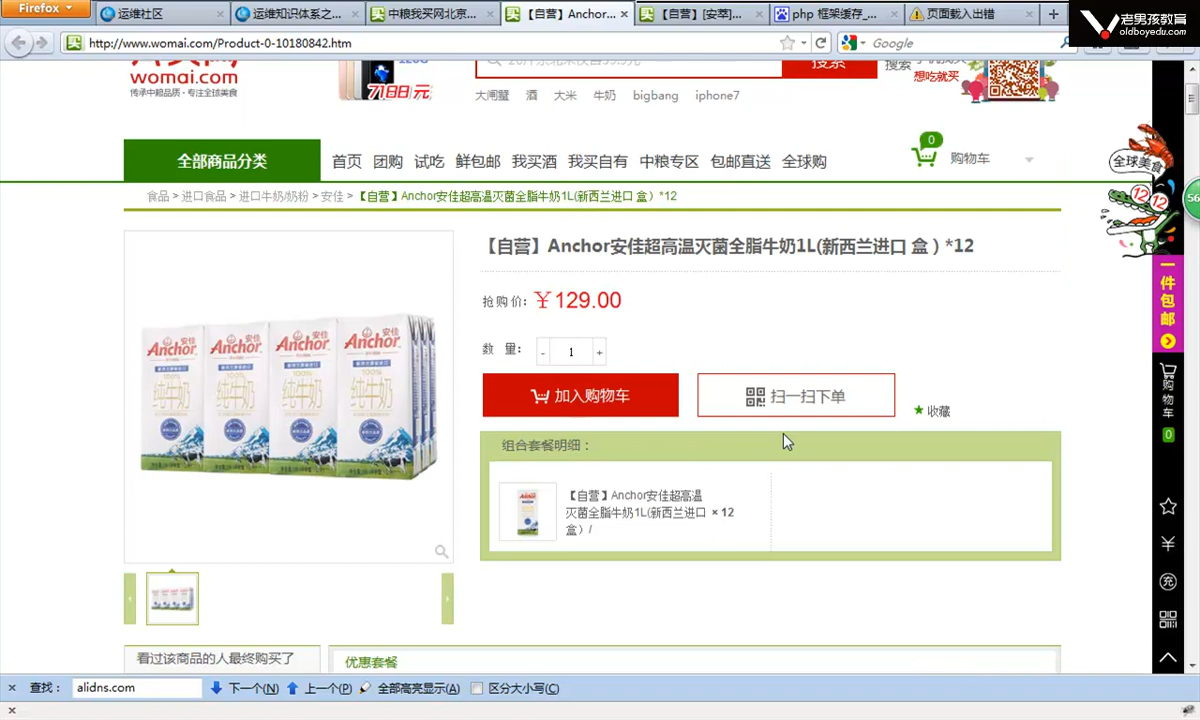 Firefox
运维社区
运维知识体系之...
中粮我买网北京...
【自营】Anchor...
【自营】[安萃]...
php 框架缓存_...
页面载入出错
老男孩教育
oldboyedu.com
http://www.womai.com/Product-0-10180842.htm
Google
womai.com
传承中粮品质·专注全球美食
7188元
搜索
想吃就买
大闸蟹 酒 大米 牛奶 bigbang iphone7
全部商品分类
首页 团购 试吃 鲜包邮 我买酒 我买自有 中粮专区 包邮直送 全球购
0
购物车
全球美食
12 12
56
食品 > 进口食品 > 进口牛奶/奶粉 > 安佳 > 【自营】Anchor安佳超高温灭菌全脂牛奶1L(新西兰进口 盒 ) *12
【自营】Anchor安佳超高温灭菌全脂牛奶1L(新西兰进口 盒 ) *12
抢购价: ¥129.00
数 量: - 1 +
加入购物车
扫一扫下单
收藏
一件包邮
购物车
0
充
安佳
Anchor
100%
纯牛奶
组合套餐明细：
【自营】Anchor安佳超高温
灭菌全脂牛奶1L(新西兰进口 × 12
盒）/
看过该商品的人最终购买了
优惠套餐
× 查找： alidns.com 下一个(N) 上一个(P) 全部高亮显示(A) 区分大小写(C)
×